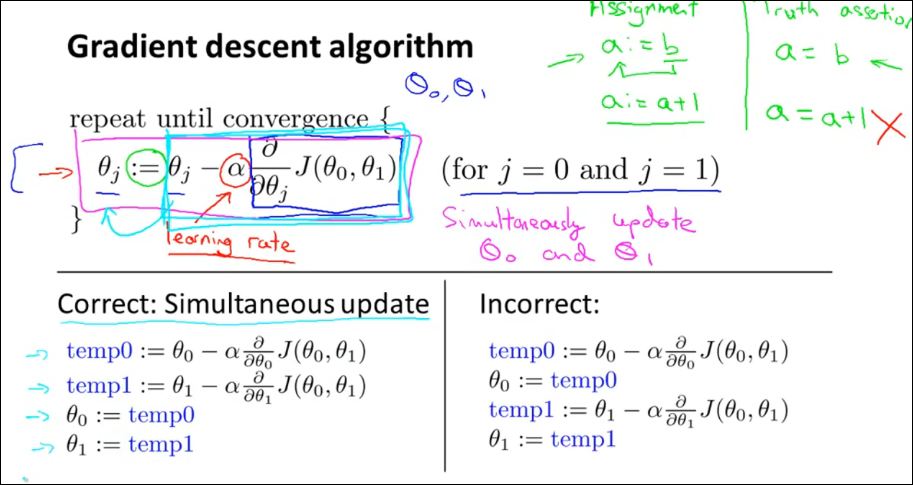 Assignment
Truth assertion
Gradient descent algorithm
a := b
a = b
θ₀, θ₁
a := a+1
a = a+1
repeat until convergence {
θⱼ := θⱼ − α ∂/∂θⱼ J(θ₀, θ₁) (for j = 0 and j = 1)
}
learning rate
Simultaneously update
θ₀ and θ₁
Correct: Simultaneous update
temp0 := θ₀ − α ∂/∂θ₀ J(θ₀, θ₁)
temp1 := θ₁ − α ∂/∂θ₁ J(θ₀, θ₁)
θ₀ := temp0
θ₁ := temp1
Incorrect:
temp0 := θ₀ − α ∂/∂θ₀ J(θ₀, θ₁)
θ₀ := temp0
temp1 := θ₁ − α ∂/∂θ₁ J(θ₀, θ₁)
θ₁ := temp1